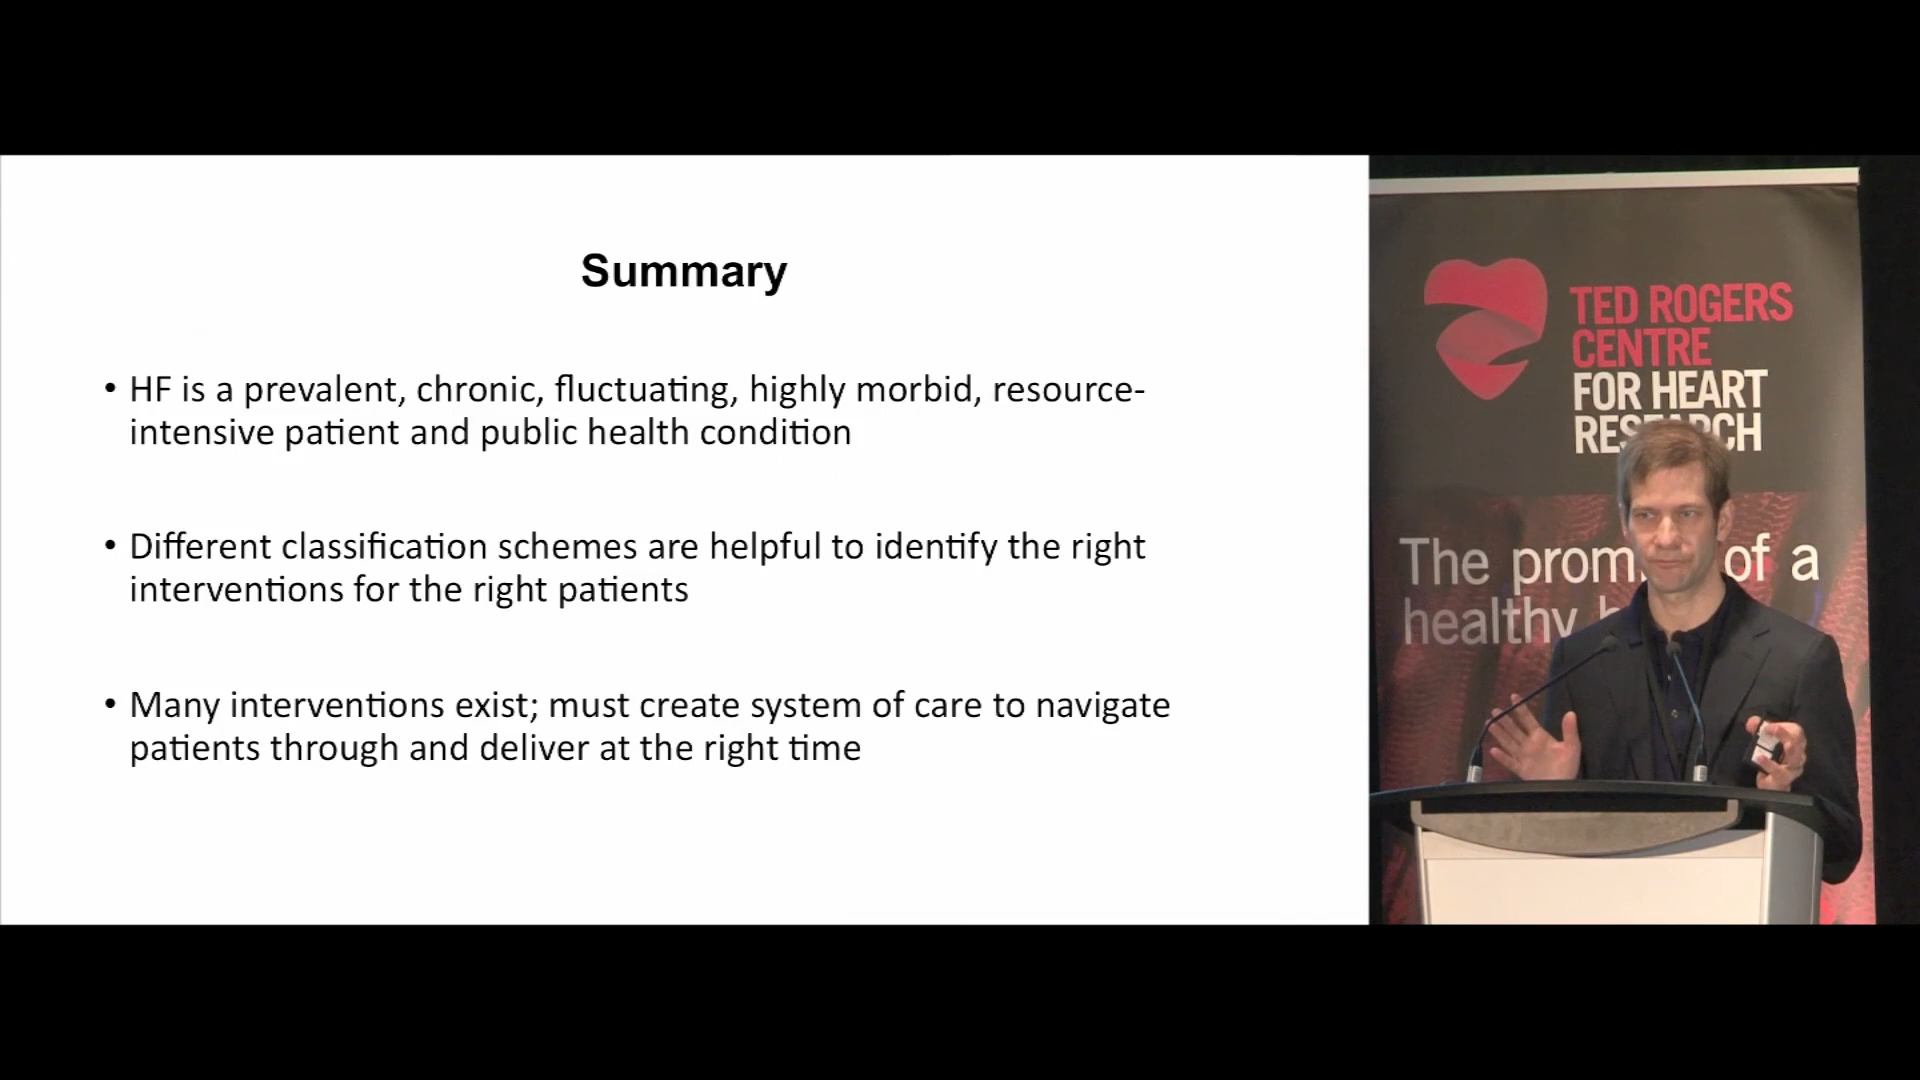 Summary
• HF is a prevalent, chronic, fluctuating, highly morbid, resource-
intensive patient and public health condition
• Different classification schemes are helpful to identify the right
interventions for the right patients
• Many interventions exist; must create system of care to navigate
patients through and deliver at the right time
TED ROGERS
CENTRE
FOR HEART
The of a
healthy